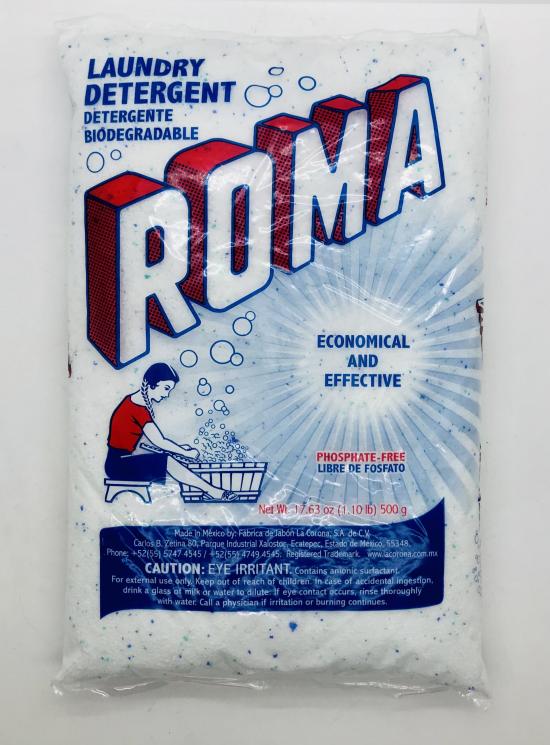 LAUNDRY
DETERGENT
DETERGENTE
BIODEGRADABLE
ROMA
ECONOMICAL
AND
EFFECTIVE
PHOSPHATE-FREE
LIBRE DE FOSFATO
Net Wt. 17.63 oz (1.10 lb) 500 g
Made in México by: Fábrica de Jabón La Corona, S.A. de C.V.
Carlos B. Zetina 80, Parque Industrial Xalostoc, Ecatepec, Estado de México, 55348.
Phone: +52(55) 5747 4545 / +52(55) 4749 4545. Registered Trademark. www.lacorona.com.mx
CAUTION: EYE IRRITANT. Contains anionic surfactant.
For external use only. Keep out of reach of children. In case of accidental ingestion,
drink a glass of milk or water to dilute. If eye contact occurs, rinse thoroughly
with water. Call a physician if irritation or burning continues.